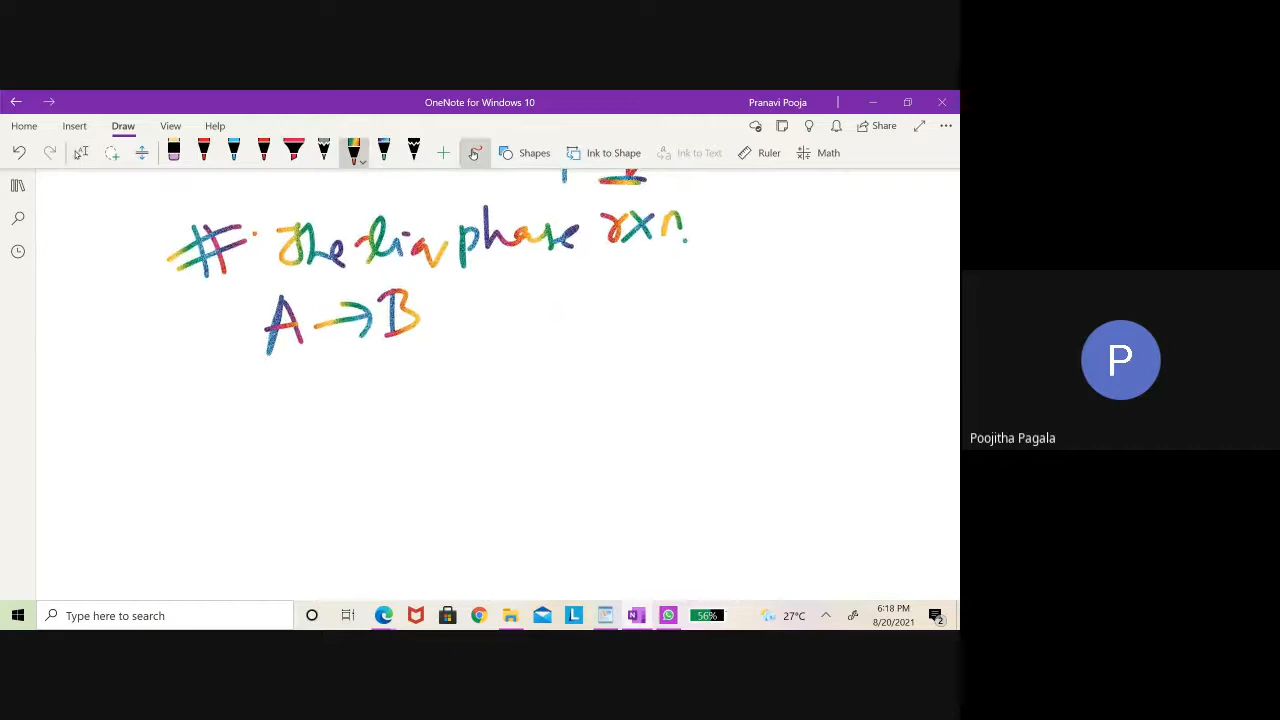 OneNote for Windows 10
Pranavi Pooja
Home Insert Draw View Help
Share
Shapes Ink to Shape Ink to Text Ruler Math
# The liq phase rxn.
A → B
P
Poojitha Pagala
Type here to search
56%
27°C
6:18 PM
8/20/2021
2